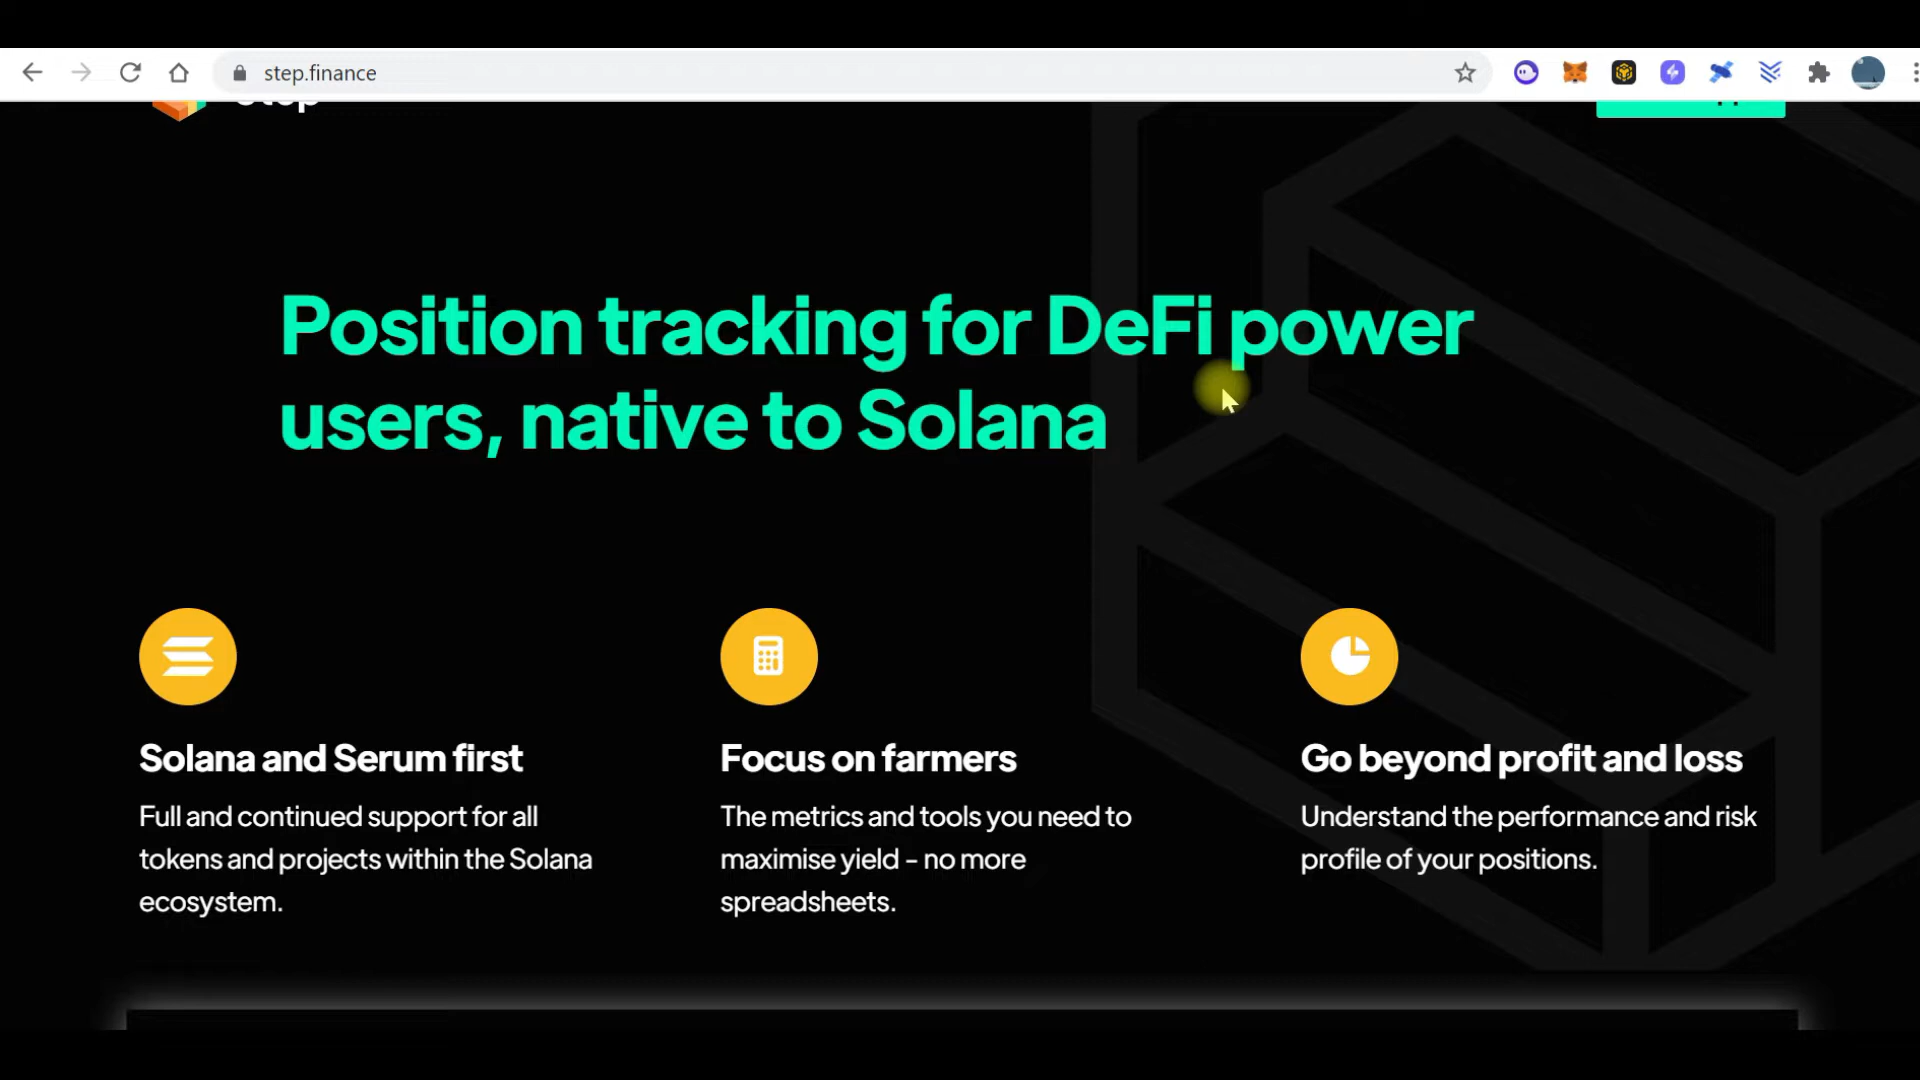 step.finance
Step
Position tracking for DeFi power
users, native to Solana
Solana and Serum first
Full and continued support for all
tokens and projects within the Solana
ecosystem.
Focus on farmers
The metrics and tools you need to
maximise yield - no more
spreadsheets.
Go beyond profit and loss
Understand the performance and risk
profile of your positions.